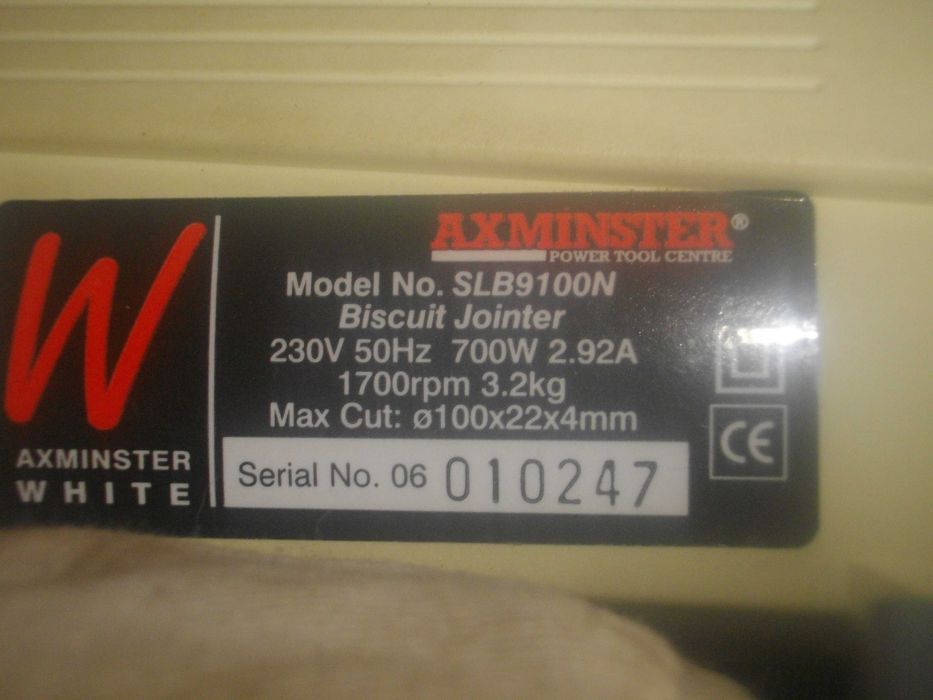 W
AXMINSTER
WHITE
AXMINSTER®
POWER TOOL CENTRE
Model No. SLB9100N
Biscuit Jointer
230V 50Hz 700W 2.92A
1700rpm 3.2kg
Max Cut: ø100x22x4mm
Serial No. 06 010247
CE